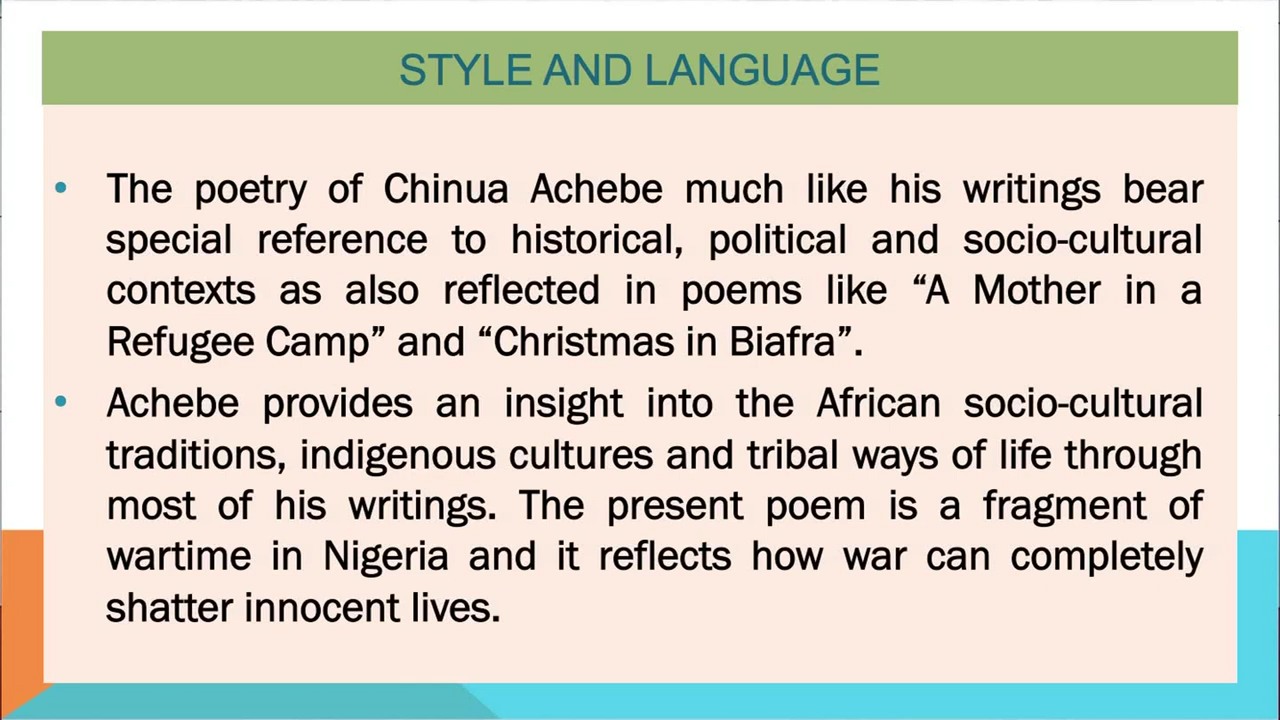 STYLE AND LANGUAGE
• The poetry of Chinua Achebe much like his writings bear
special reference to historical, political and socio-cultural
contexts as also reflected in poems like “A Mother in a
Refugee Camp” and “Christmas in Biafra”.
• Achebe provides an insight into the African socio-cultural
traditions, indigenous cultures and tribal ways of life through
most of his writings. The present poem is a fragment of
wartime in Nigeria and it reflects how war can completely
shatter innocent lives.